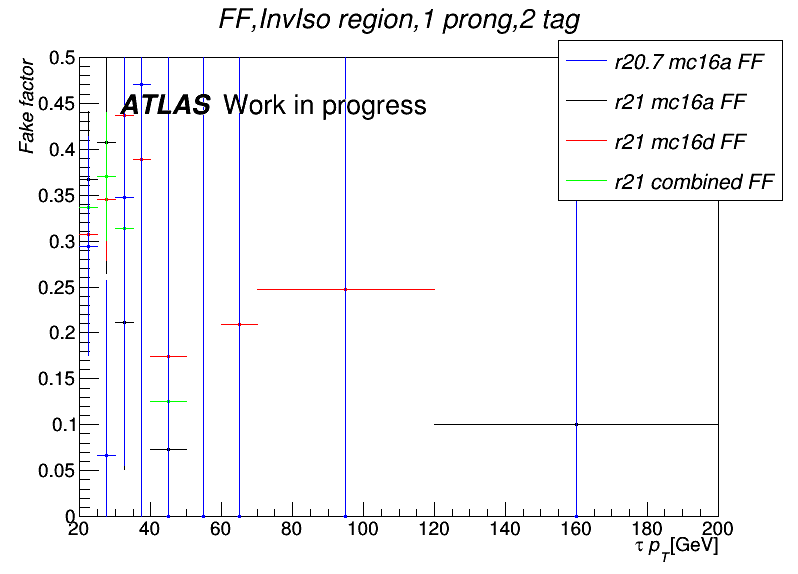 FF,InvIso region,1 prong,2 tag
r20.7 mc16a FF
r21 mc16a FF
r21 mc16d FF
r21 combined FF
ATLAS Work in progress
Fake factor
0.5
0.45
0.4
0.35
0.3
0.25
0.2
0.15
0.1
0.05
0
20 40 60 80 100 120 140 160 180 200
τ p_T[GeV]